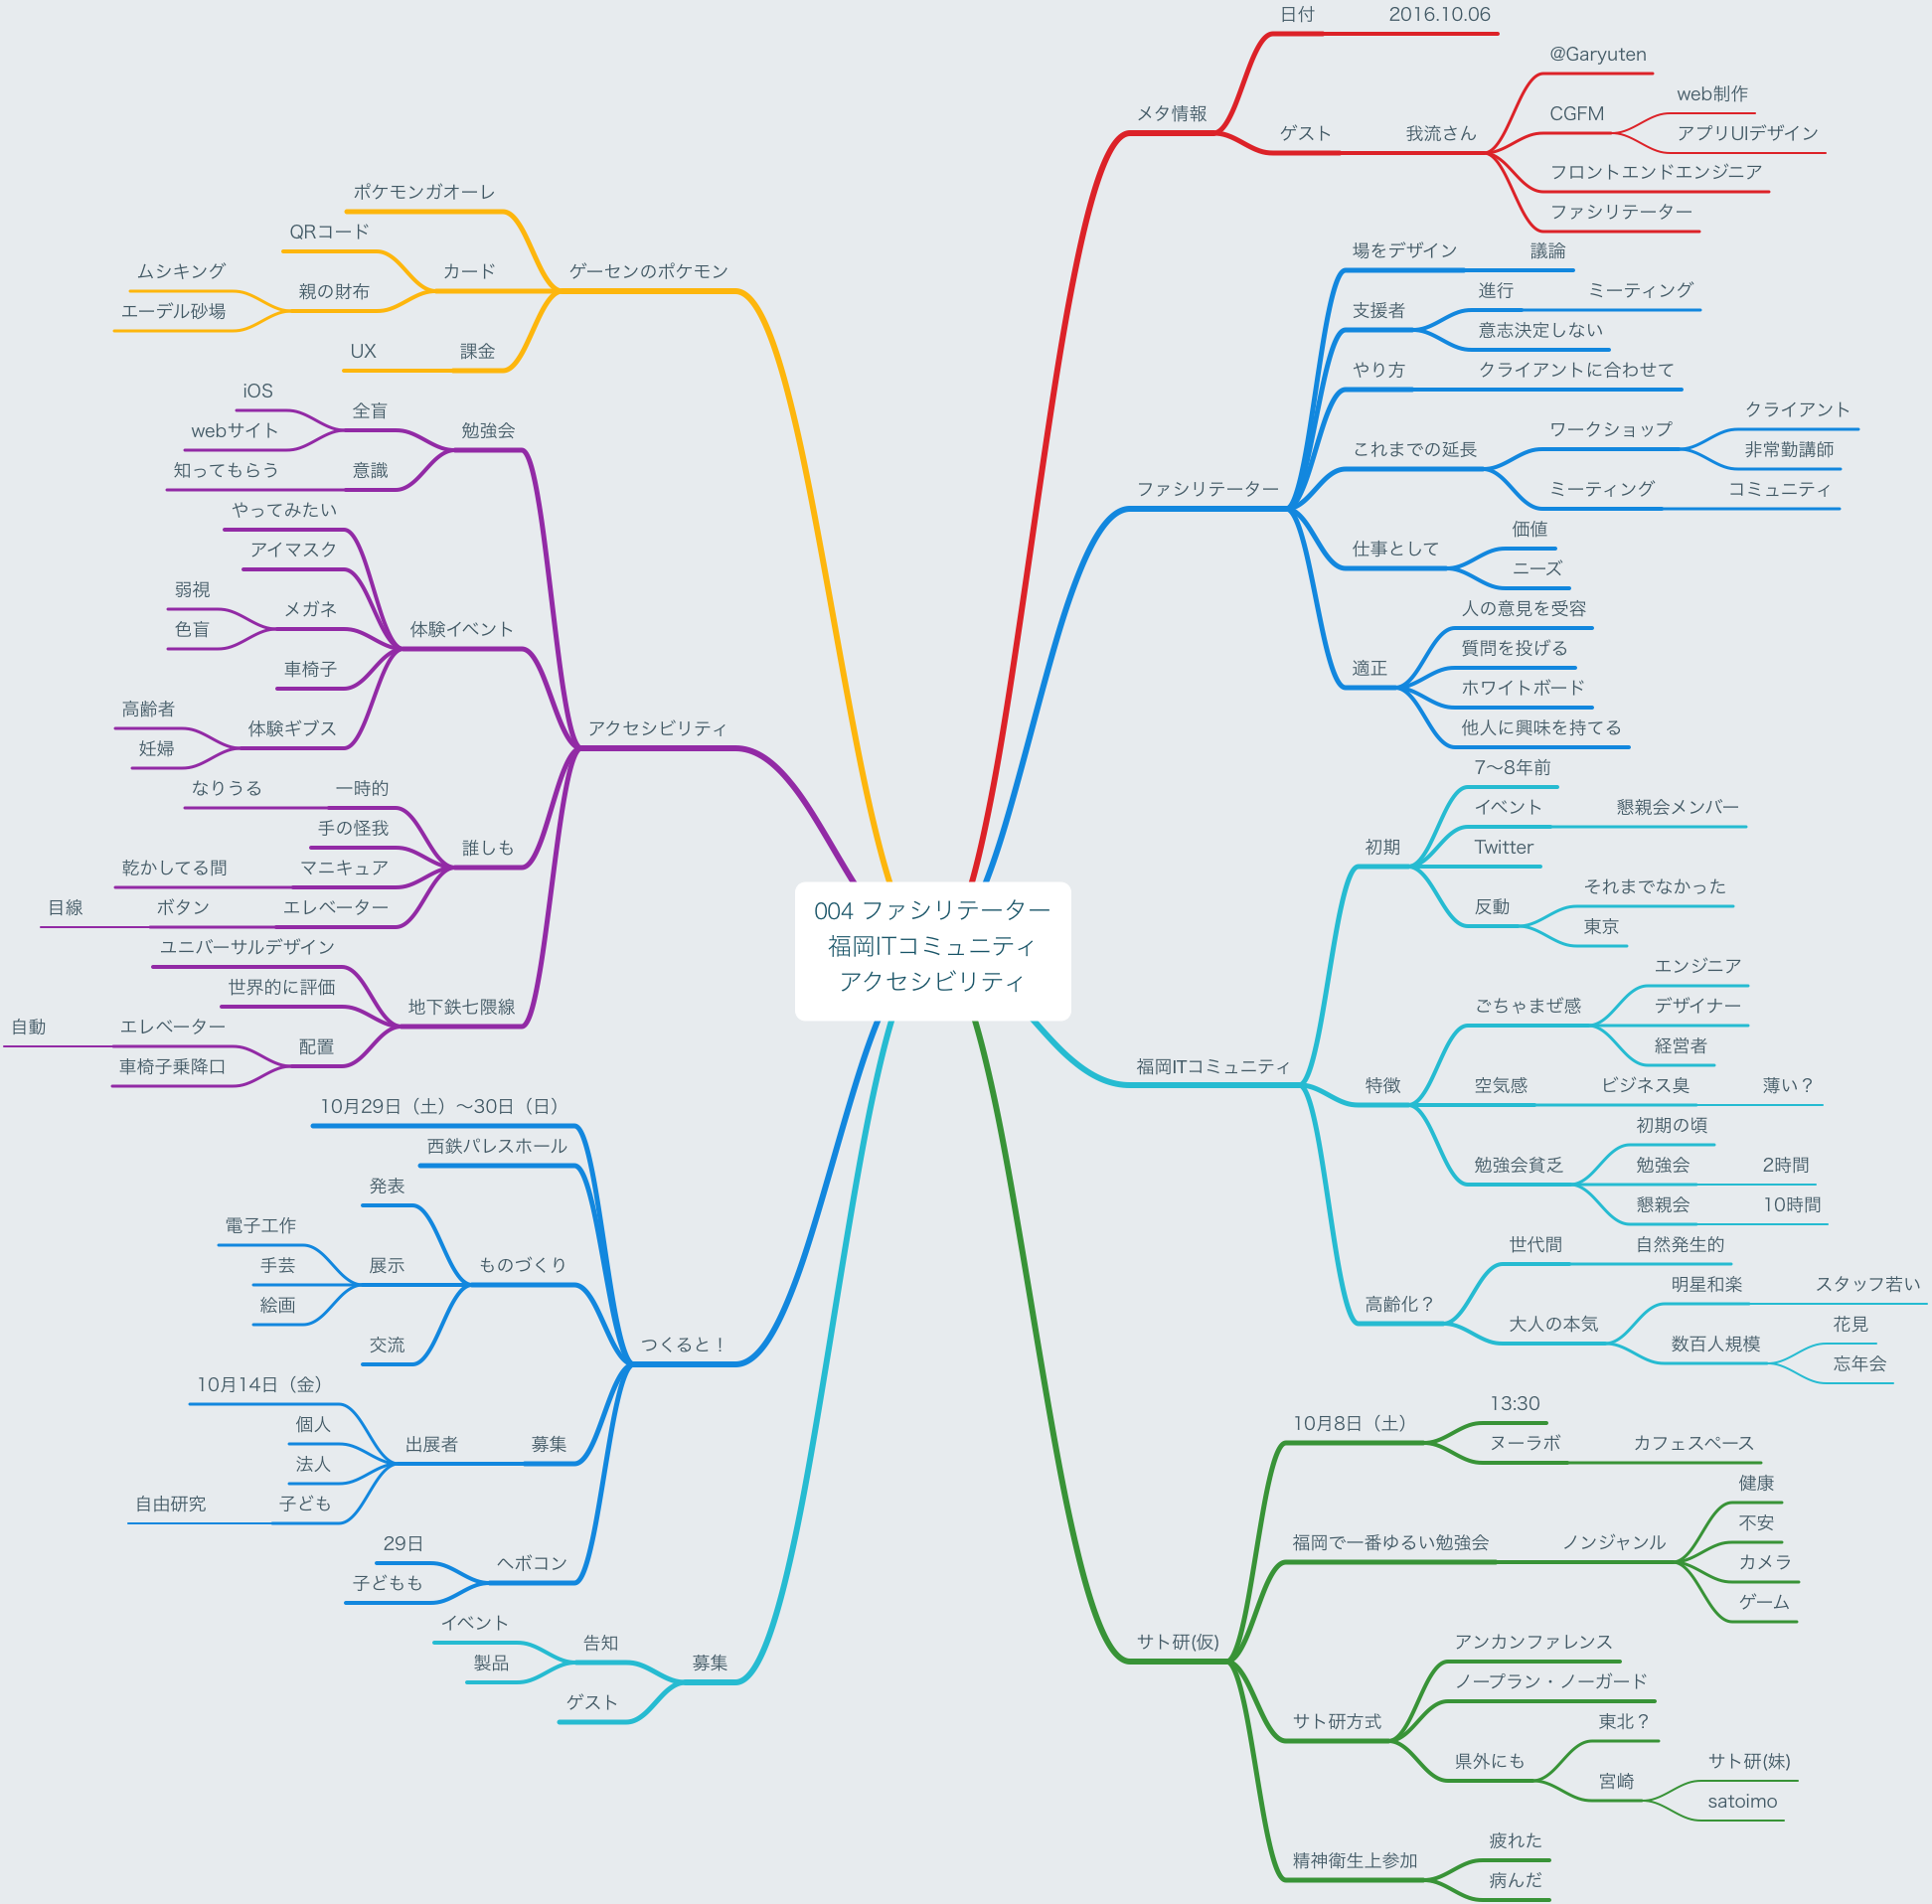 004 ファシリテーター
福岡ITコミュニティ
アクセシビリティ
メタ情報
日付
2016.10.06
ゲスト
我流さん
@Garyuten
CGFM
web制作
アプリUIデザイン
フロントエンドエンジニア
ファシリテーター
ファシリテーター
場をデザイン
議論
支援者
進行
ミーティング
意志決定しない
やり方
クライアントに合わせて
これまでの延長
ワークショップ
クライアント
非常勤講師
ミーティング
コミュニティ
仕事として
価値
ニーズ
適正
人の意見を受容
質問を投げる
ホワイトボード
他人に興味を持てる
福岡ITコミュニティ
初期
7〜8年前
イベント
懇親会メンバー
Twitter
反動
それまでなかった
東京
特徴
ごちゃまぜ感
エンジニア
デザイナー
経営者
空気感
ビジネス臭
薄い？
勉強会貧乏
初期の頃
勉強会
2時間
懇親会
10時間
高齢化？
世代間
自然発生的
大人の本気
明星和楽
スタッフ若い
数百人規模
花見
忘年会
サト研(仮)
10月8日（土）
13:30
ヌーラボ
カフェスペース
福岡で一番ゆるい勉強会
ノンジャンル
健康
不安
カメラ
ゲーム
サト研方式
アンカンファレンス
ノープラン・ノーガード
県外にも
東北？
宮崎
サト研(妹)
satoimo
精神衛生上参加
疲れた
病んだ
ゲーセンのポケモン
ポケモンガオーレ
カード
QRコード
親の財布
ムシキング
エーデル砂場
課金
UX
アクセシビリティ
勉強会
全盲
iOS
webサイト
意識
知ってもらう
体験イベント
やってみたい
アイマスク
メガネ
弱視
色盲
車椅子
体験ギブス
高齢者
妊婦
誰しも
一時的
なりうる
手の怪我
マニキュア
乾かしてる間
エレベーター
ボタン
目線
地下鉄七隈線
ユニバーサルデザイン
世界的に評価
配置
エレベーター
自動
車椅子乗降口
つくると！
10月29日（土）〜30日（日）
西鉄パレスホール
ものづくり
発表
展示
電子工作
手芸
絵画
交流
募集
出展者
10月14日（金）
個人
法人
子ども
自由研究
ヘボコン
29日
子どもも
募集
告知
イベント
製品
ゲスト